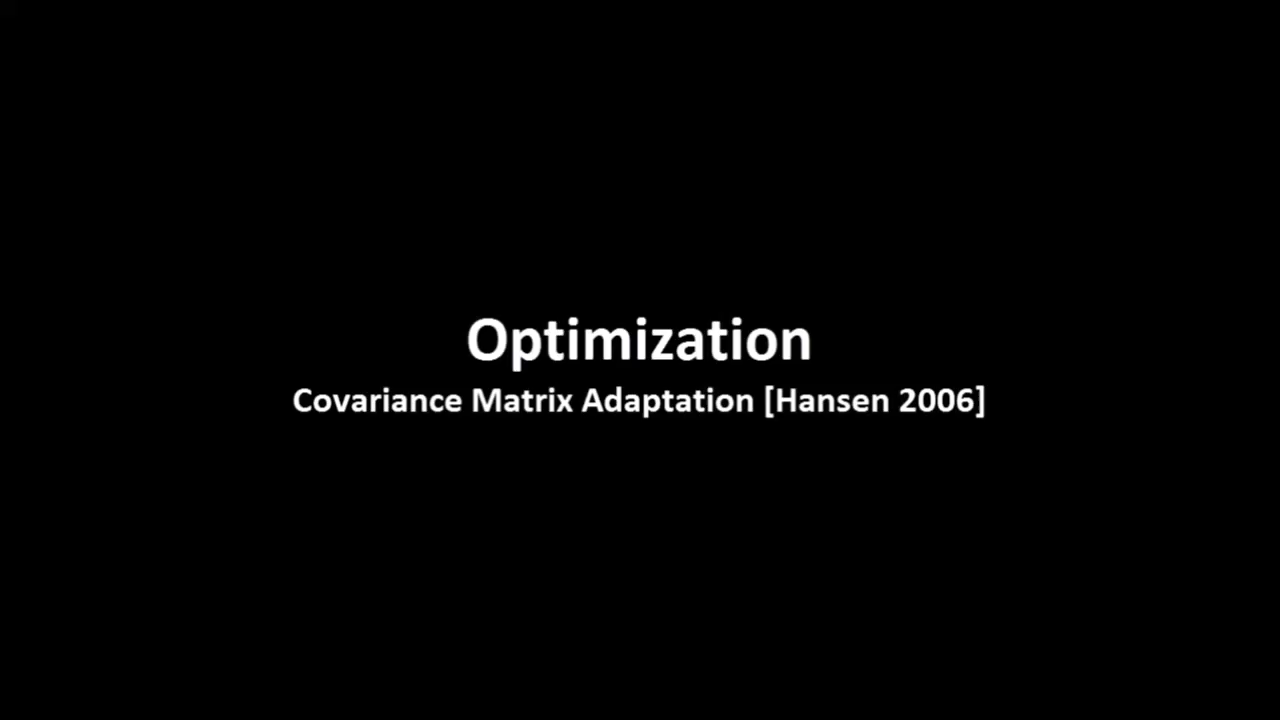 Optimization
Covariance Matrix Adaptation [Hansen 2006]